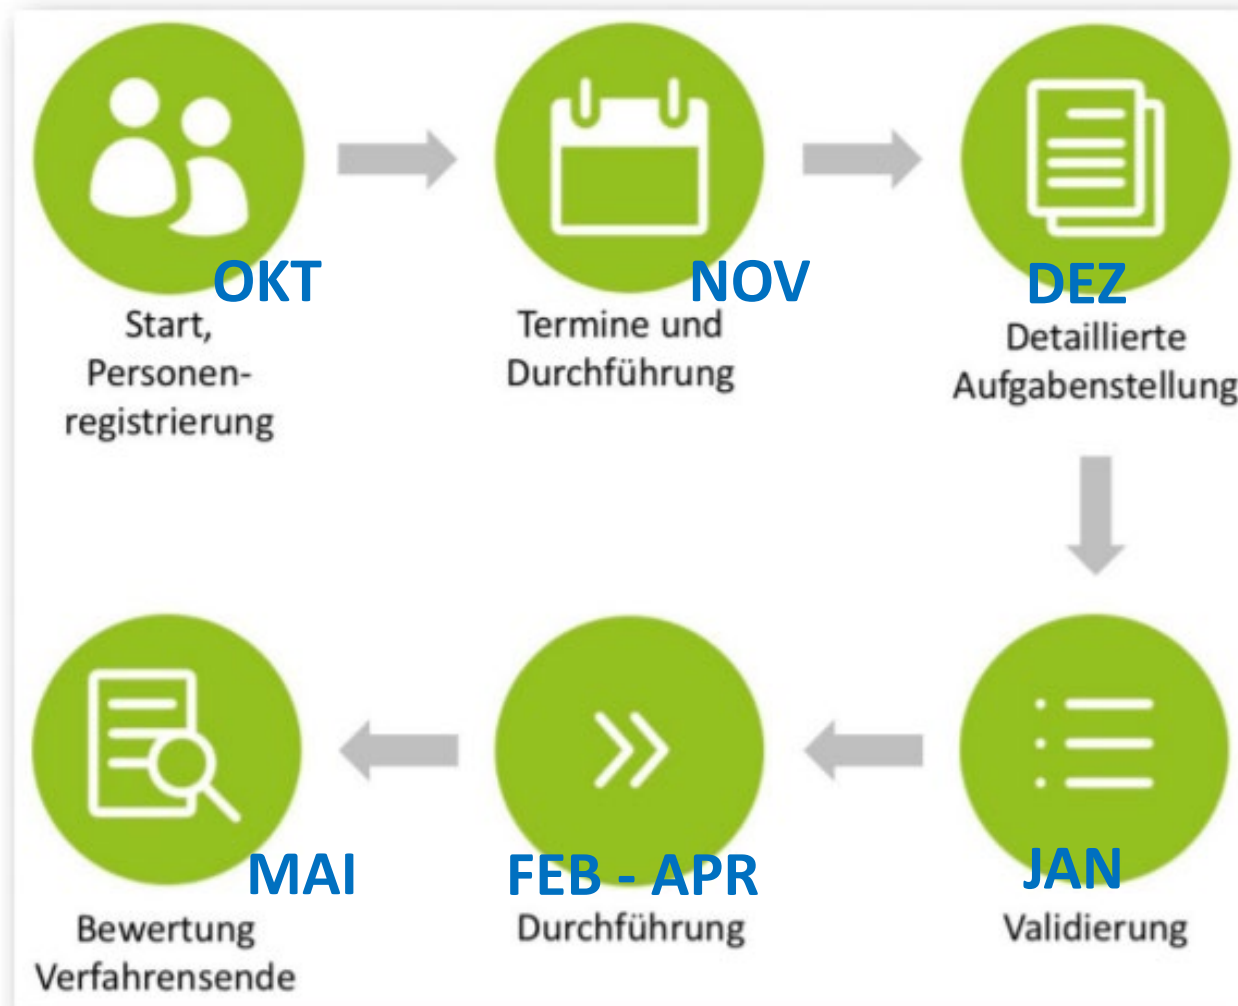 OKT
Start,
Personen-
registrierung
NOV
Termine und
Durchführung
DEZ
Detaillierte
Aufgabenstellung
JAN
Validierung
FEB - APR
Durchführung
MAI
Bewertung
Verfahrensende